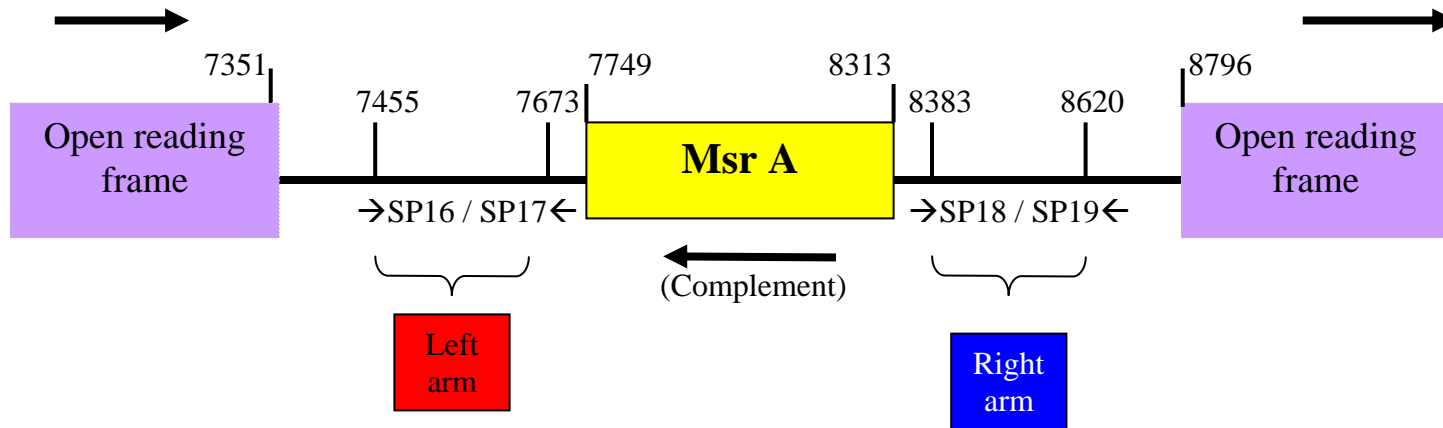 7351 7749 8313 8796
7455 7673 8383 8620
Open reading
frame
Msr A
Open reading
frame
→SP16 / SP17← →SP18 / SP19←
(Complement)
Left
arm
Right
arm